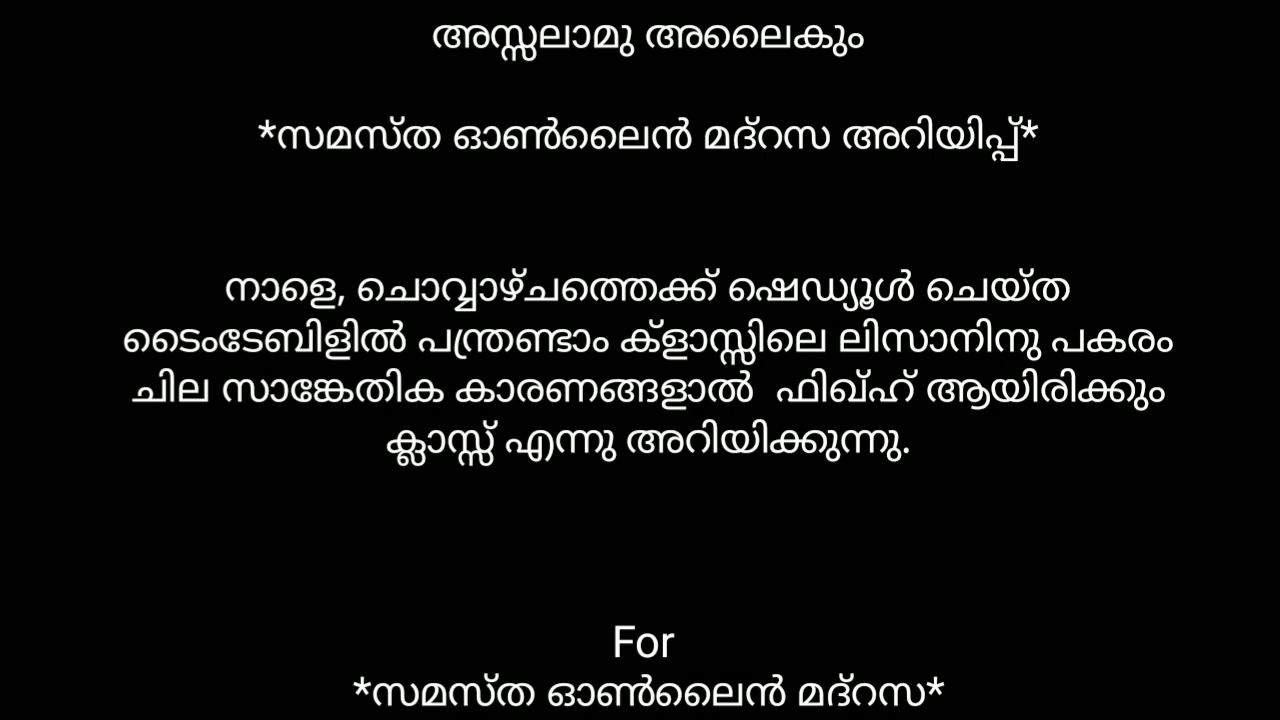 അസ്സലാമു അലൈകും
*സമസ്ത ഓൺലൈൻ മദ്റസ അറിയിപ്പ്*
നാളെ, ചൊവ്വാഴ്ചത്തെക്ക് ഷെഡ്യൂൾ ചെയ്ത
ടൈംടേബിളിൽ പന്ത്രണ്ടാം ക്ളാസ്സിലെ ലിസാനിനു പകരം
ചില സാങ്കേതിക കാരണങ്ങളാൽ  ഫിഖ്ഹ് ആയിരിക്കും
ക്ലാസ്സ് എന്നു അറിയിക്കുന്നു.
For
*സമസ്ത ഓൺലൈൻ മദ്റസ*